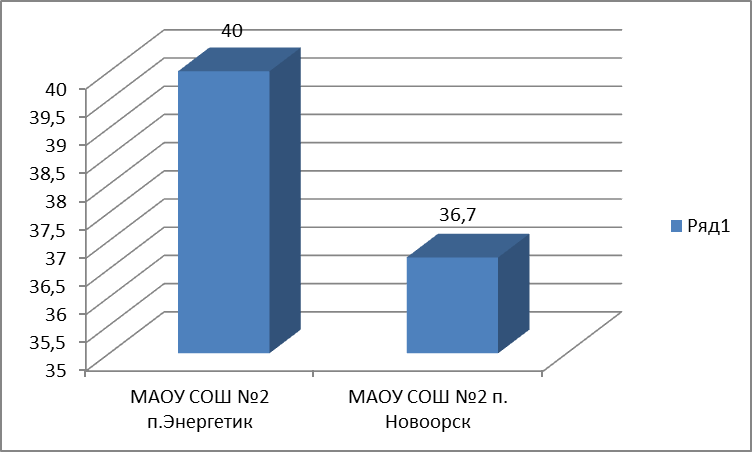 40
36,7
40
39,5
39
38,5
38
37,5
37
36,5
36
35,5
35
МАОУ СОШ №2
п.Энергетик
МАОУ СОШ №2 п.
Новоорск
Ряд1